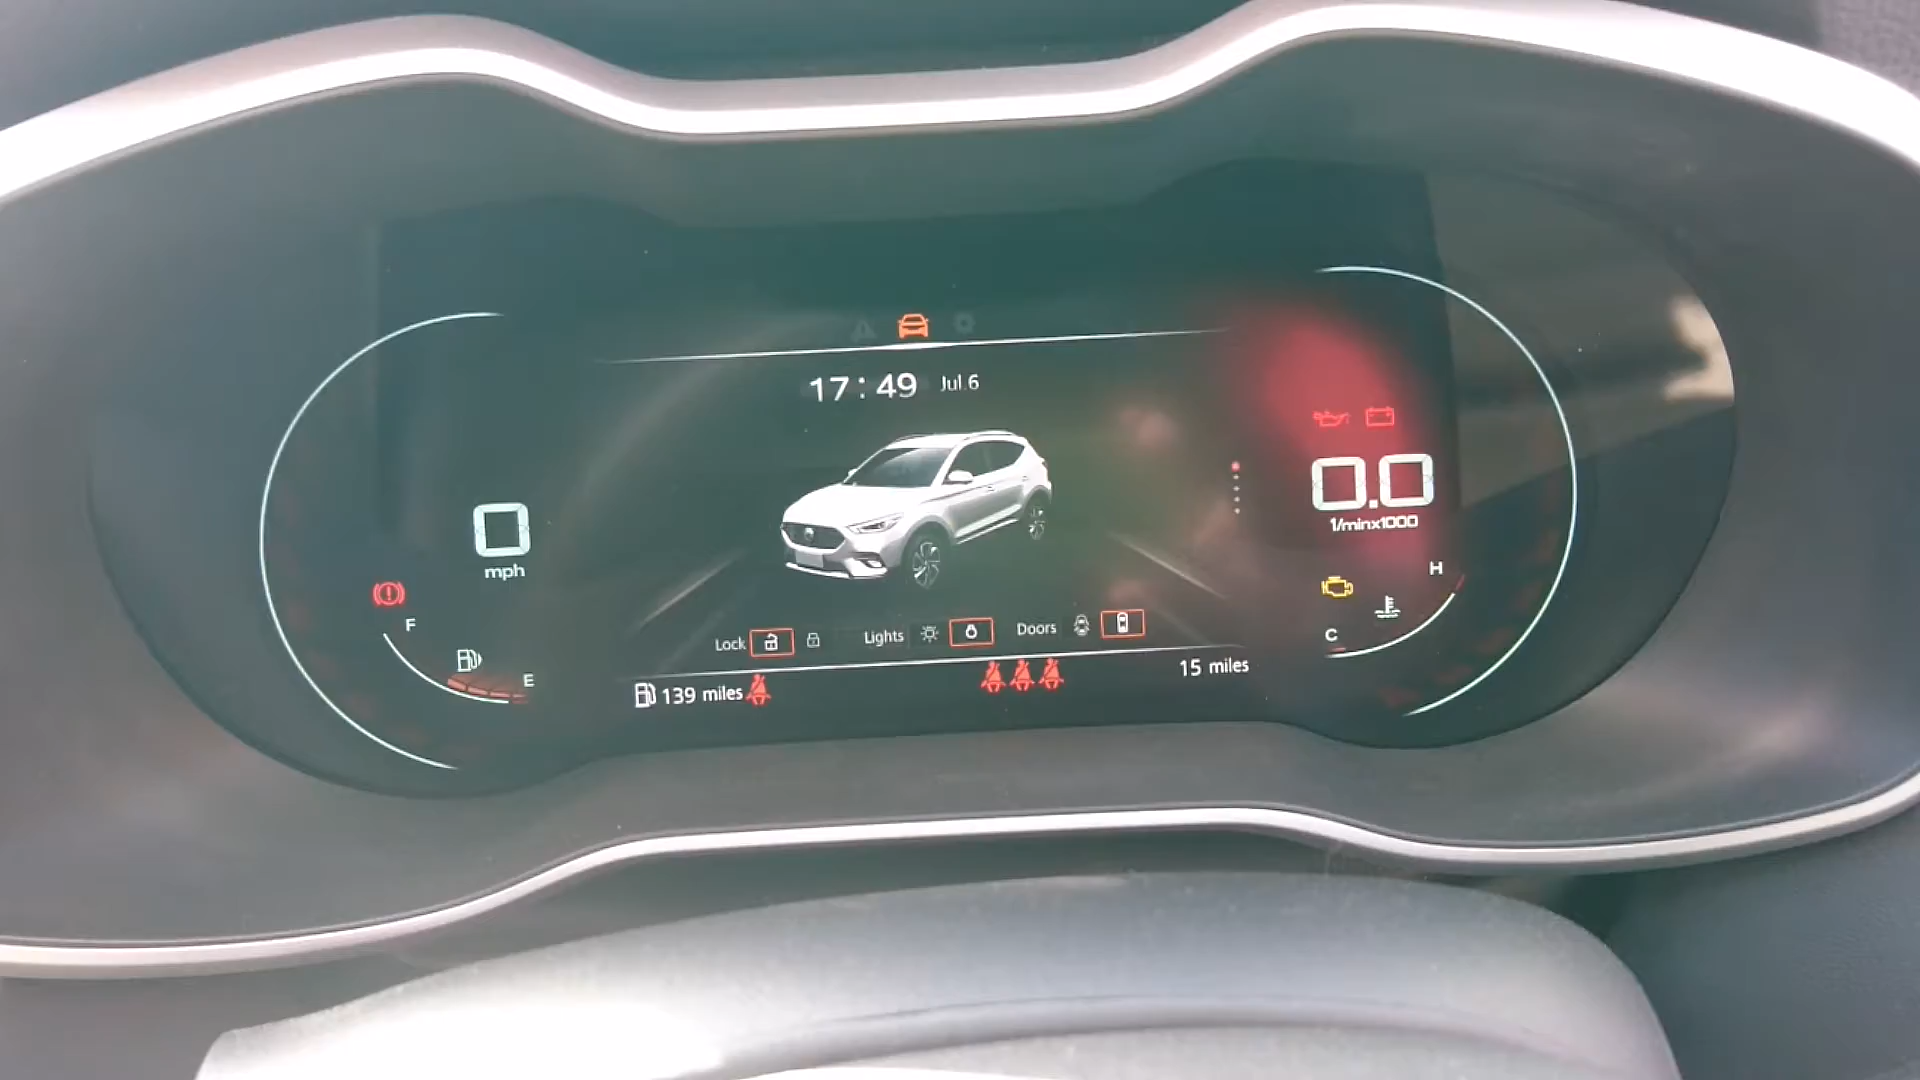 17:49 Jul.6
0
mph
0.0
1/minx1000
F
E
H
C
Lock Lights Doors
139 miles
15 miles